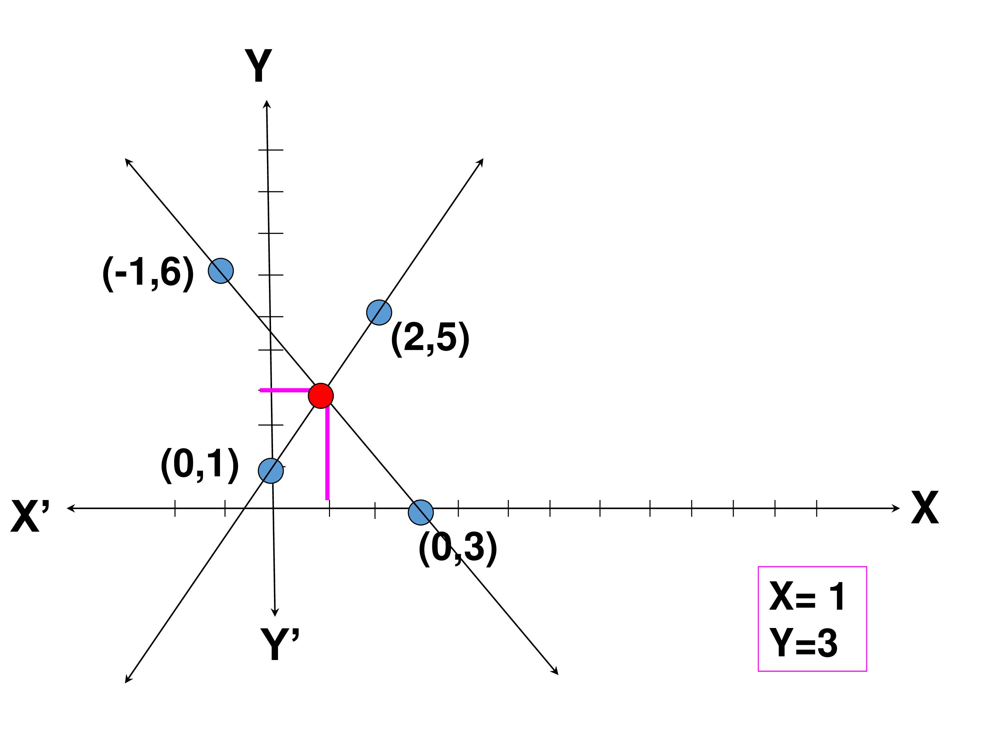 Y
(-1,6)
(2,5)
(0,1)
X’
X
(0,3)
X= 1
Y=3
Y’